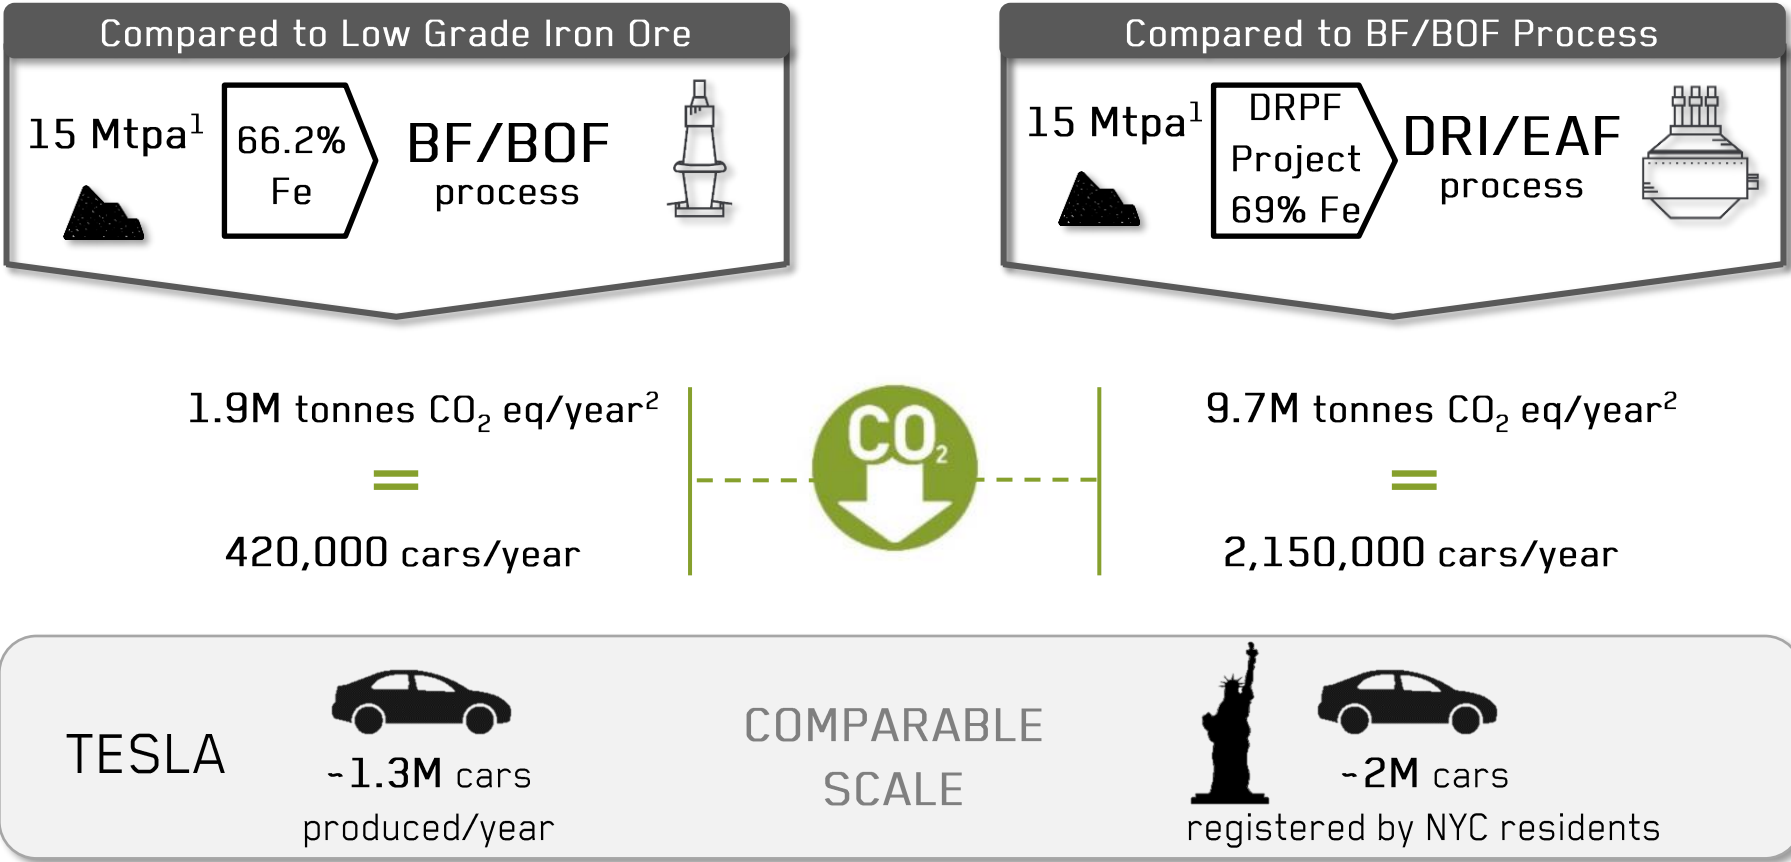 Compared to Low Grade Iron Ore
15 Mtpa¹
66.2%
Fe
BF/BOF
process
Compared to BF/BOF Process
15 Mtpa¹
DRPF
Project
69% Fe
DRI/EAF
process
1.9M tonnes CO₂ eq/year²
=
420,000 cars/year
CO₂
9.7M tonnes CO₂ eq/year²
=
2,150,000 cars/year
TESLA
~1.3M cars
produced/year
COMPARABLE
SCALE
~2M cars
registered by NYC residents